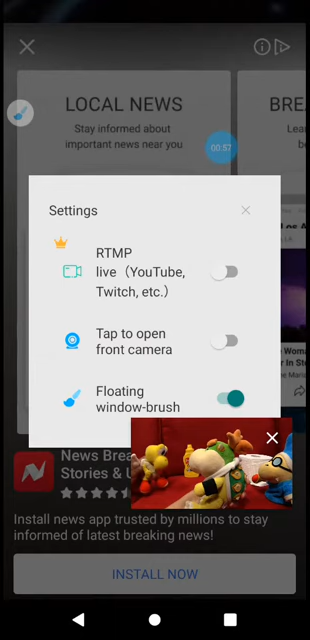 LOCAL NEWS
Stay informed about
important news near you
BRE
Lea
00:57
Settings
RTMP
live（YouTube,
Twitch, etc.）
Tap to open
front camera
Floating
window-brush
News Brea
Stories & L
Install news app trusted by millions to stay
informed of latest breaking news!
INSTALL NOW